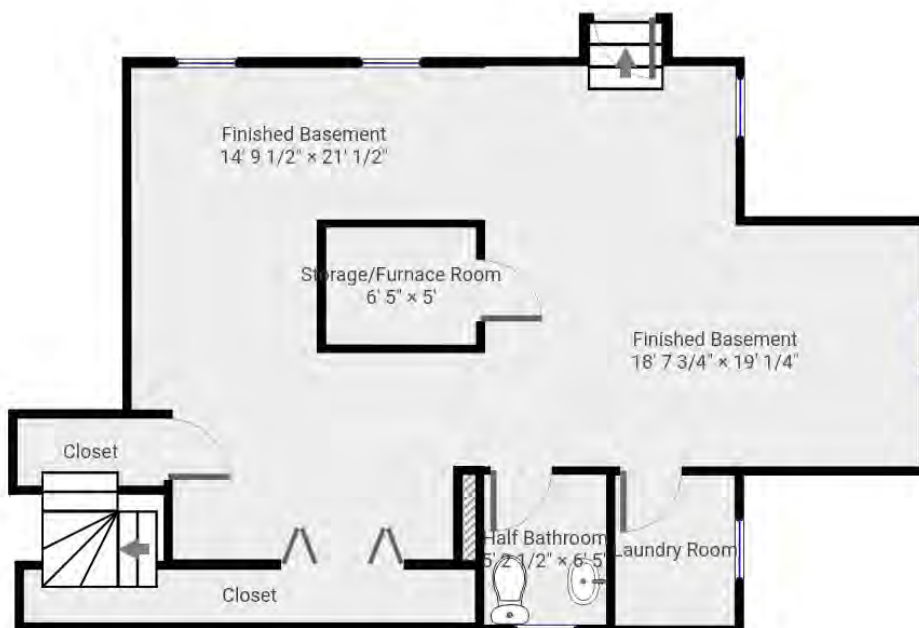 Finished Basement
14' 9 1/2" × 21' 1/2"
Storage/Furnace Room
6' 5" × 5'
Finished Basement
18' 7 3/4" × 19' 1/4"
Closet
Half Bathroom
5' 2 1/2" × 6' 5"
Laundry Room
Closet